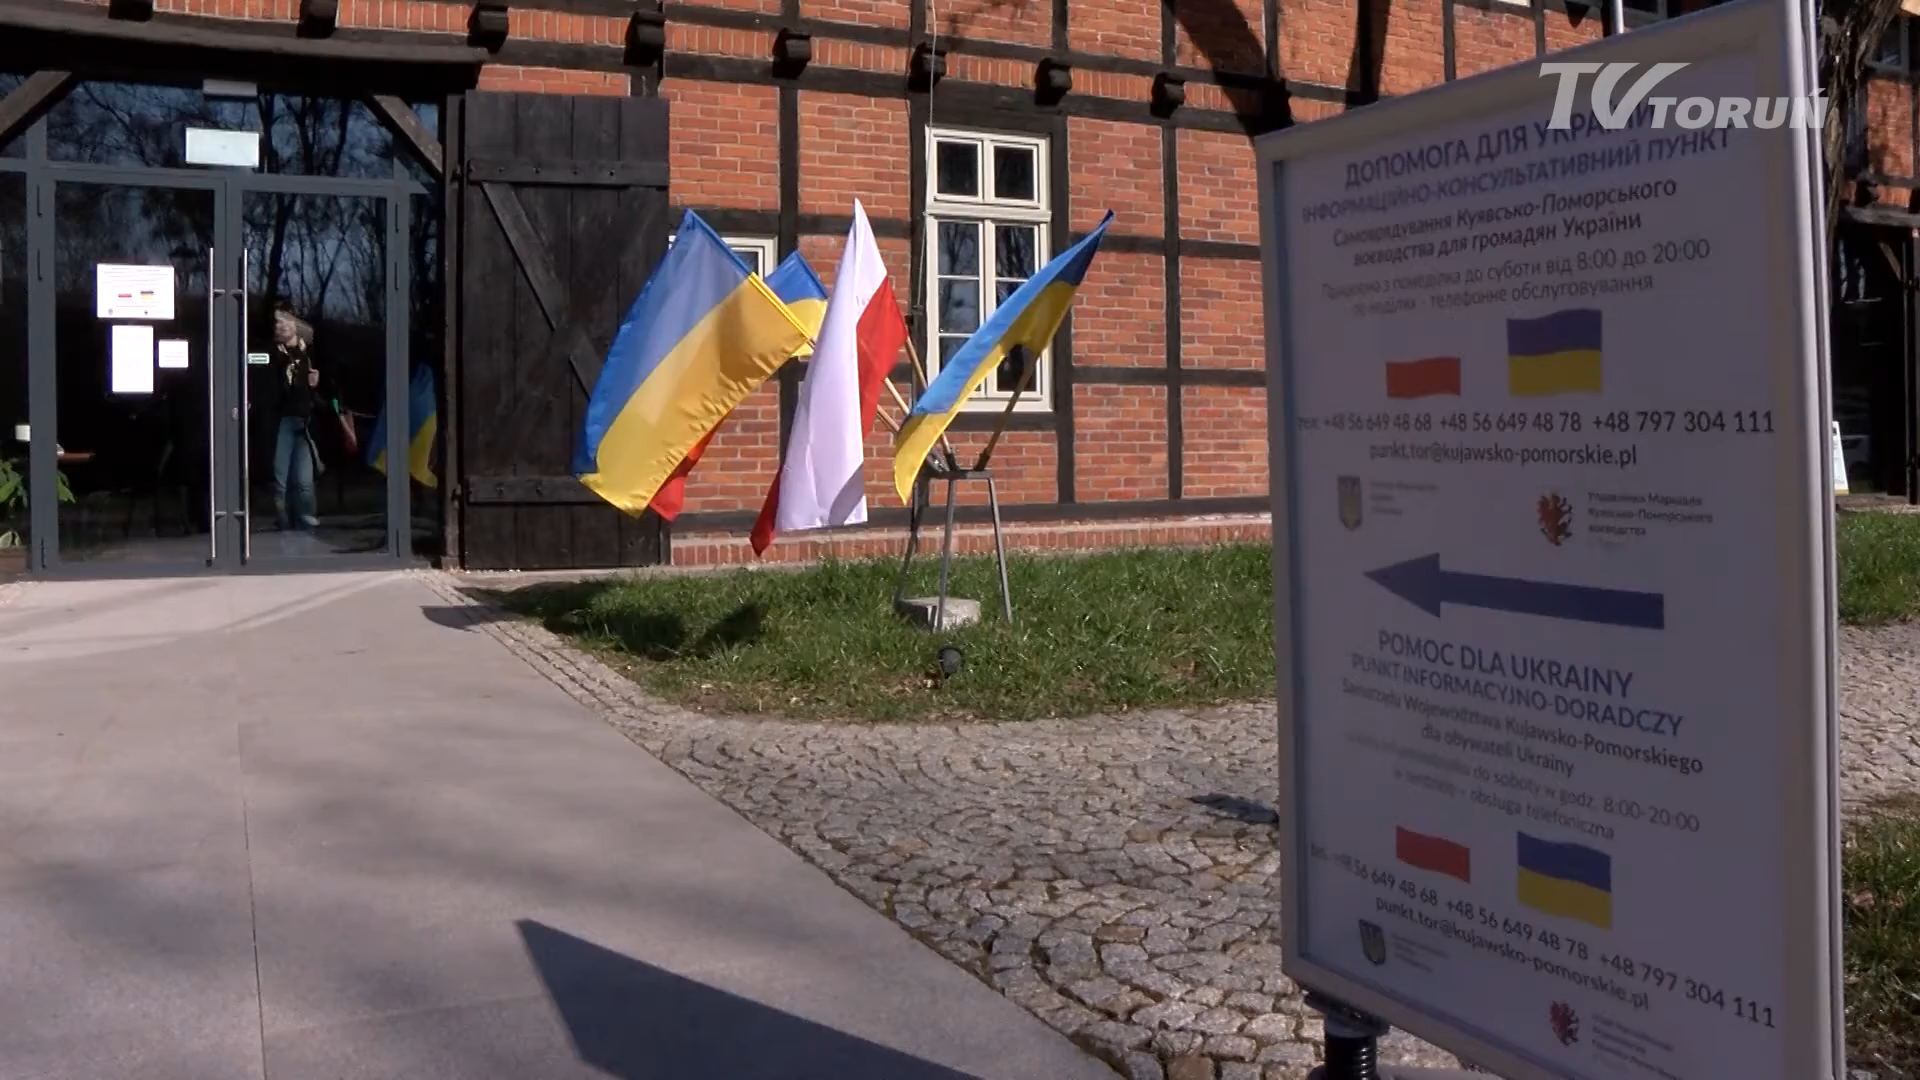 TV TORUŃ
ДОПОМОГА ДЛЯ УКРАЇНИ
ІНФОРМАЦІЙНО-КОНСУЛЬТАТИВНИЙ ПУНКТ
Самоврядування Куявсько-Поморського
воєводства для громадян України
Працюємо з понеділка до суботи від 8:00 до 20:00
по неділях - телефонне обслуговування
тел: +48 56 649 48 68 +48 56 649 48 78 +48 797 304 111
punkt.tor@kujawsko-pomorskie.pl
Управління Маршала
Куявсько-Поморського
воєводства
POMOC DLA UKRAINY
PUNKT INFORMACYJNO-DORADCZY
Samorządu Województwa Kujawsko-Pomorskiego
dla obywateli Ukrainy
do soboty w godz. 8:00-20:00
w niedziele - obsługa telefoniczna
tel. +48 56 649 48 68 +48 56 649 48 78 +48 797 304 111
punkt.tor@kujawsko-pomorskie.pl